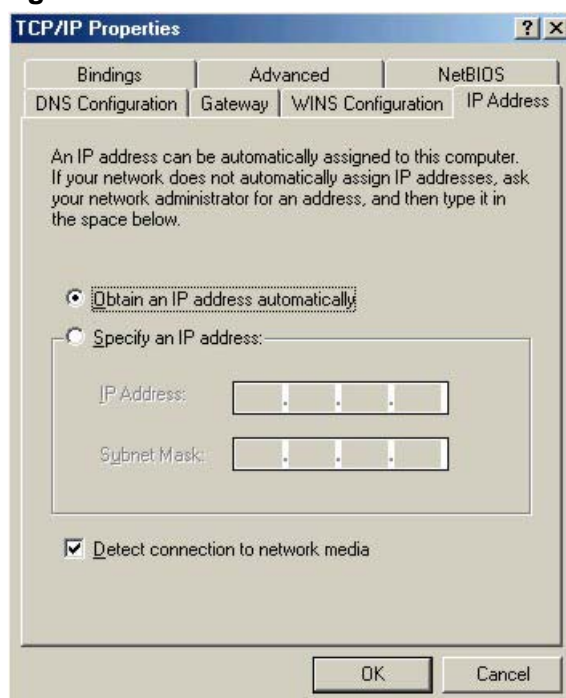 TCP/IP Properties
Bindings
Advanced
NetBIOS
DNS Configuration
Gateway
WINS Configuration
IP Address
An IP address can be automatically assigned to this computer.
If your network does not automatically assign IP addresses, ask
your network administrator for an address, and then type it in
the space below.
Obtain an IP address automatically
Specify an IP address:
IP Address:
. . .
Subnet Mask:
. . .
Detect connection to network media
OK
Cancel